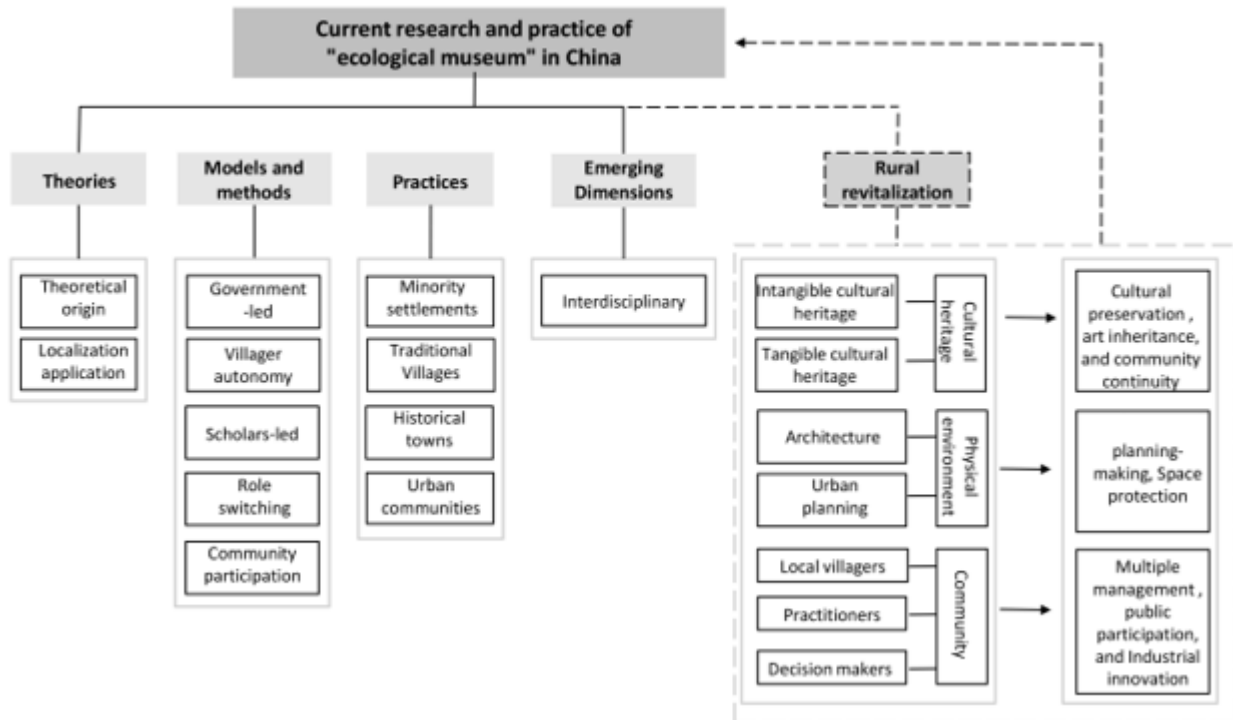 Current research and practice of
"ecological museum" in China
Theories
Models and
methods
Practices
Emerging
Dimensions
Rural
revitalization
Theoretical
origin
Localization
application
Government
-led
Villager
autonomy
Scholars-led
Role
switching
Community
participation
Minority
settlements
Traditional
Villages
Historical
towns
Urban
communities
Interdisciplinary
Intangible cultural
heritage
Tangible cultural
heritage
Cultural
heritage
Architecture
Urban
planning
Physical
environment
Local villagers
Practitioners
Decision makers
Community
Cultural
preservation ,
art inheritance,
and community
continuity
planning-
making, Space
protection
Multiple
management ,
public
participation,
and Industrial
innovation